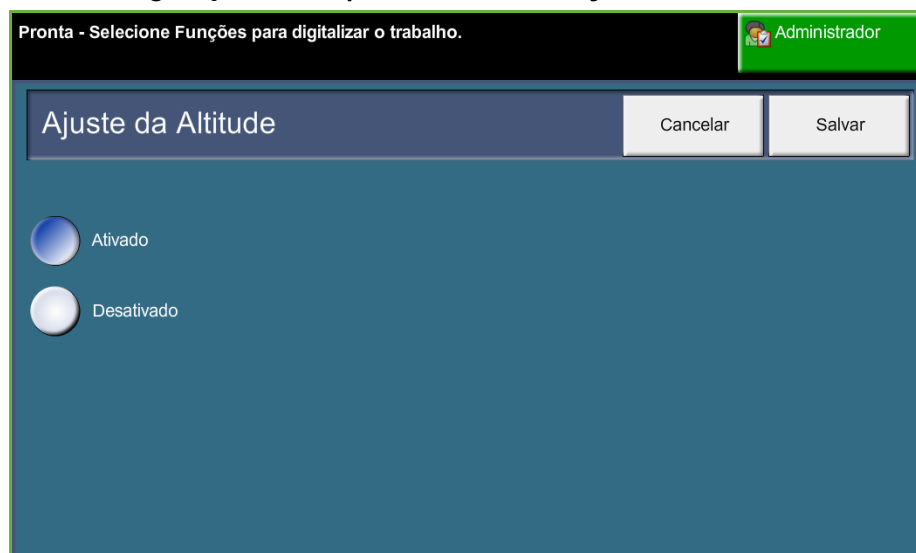 Pronta - Selecione Funções para digitalizar o trabalho.
Administrador
Ajuste da Altitude
Cancelar
Salvar
Ativado
Desativado